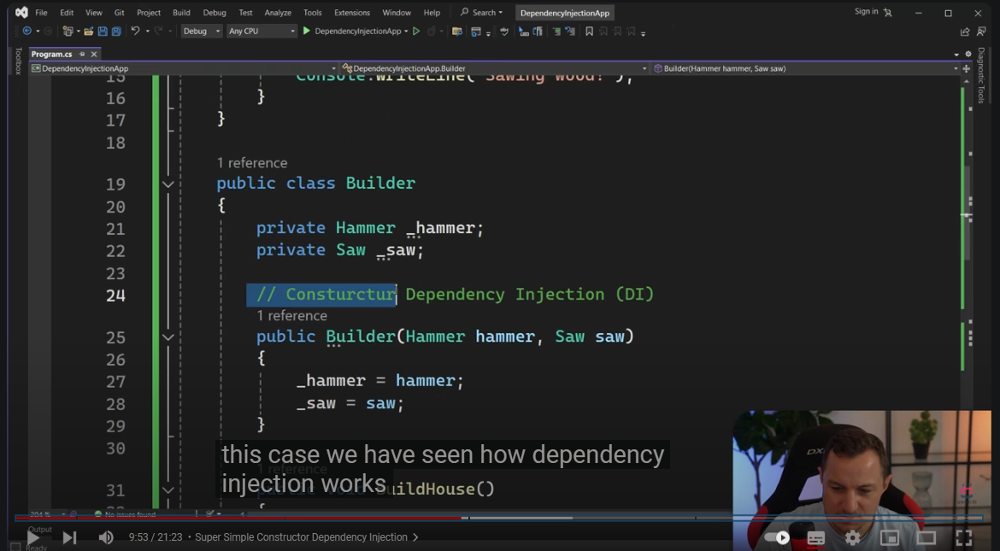 File Edit View Git Project Build Debug Test Analyze Tools Extensions Window Help Search DependencyInjectionApp Sign in
Debug Any CPU DependencyInjectionApp
Program.cs
DependencyInjectionApp DependencyInjectionApp.Builder Builder(Hammer hammer, Saw saw)
Toolbox
Diagnostic Tools
15 Console.WriteLine("Sawing wood!");
16 }
17 }
18
1 reference
19 public class Builder
20 {
21 private Hammer _hammer;
22 private Saw _saw;
23
24 // Consturctur Dependency Injection (DI)
1 reference
25 public Builder(Hammer hammer, Saw saw)
26 {
27 _hammer = hammer;
28 _saw = saw;
29 }
30
this case we have seen how dependency
1 reference
injection works
31 public void BuildHouse()
204 % No issues found
Output
9:53 / 21:23 • Super Simple Constructor Dependency Injection >
Ready
DX